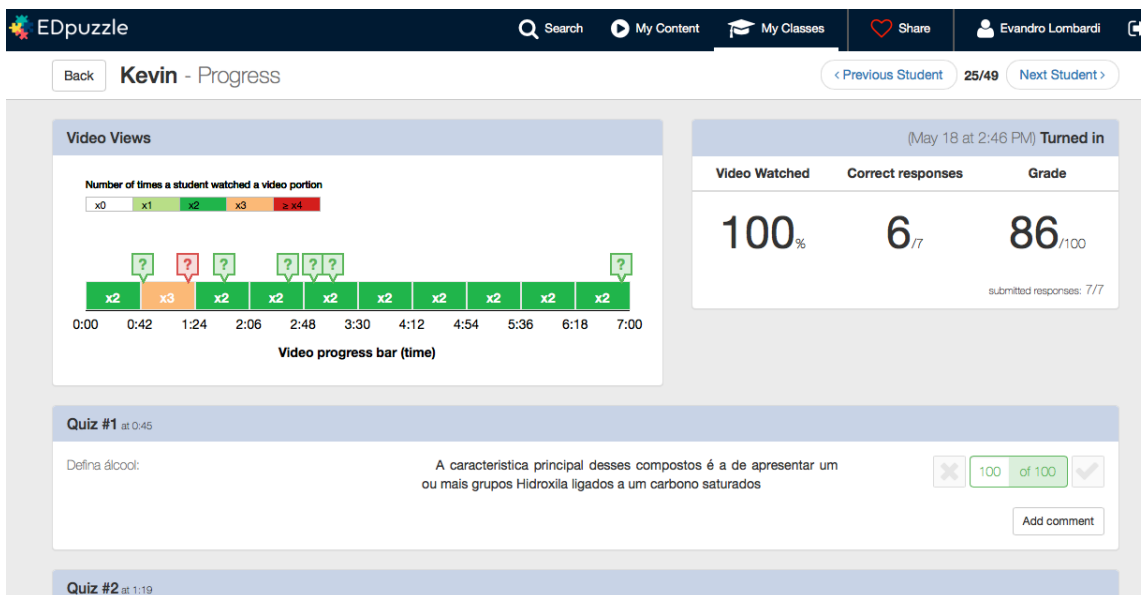 EDpuzzle
Search
My Content
My Classes
Share
Evandro Lombardi
Back
Kevin - Progress
< Previous Student
25/49
Next Student >
Video Views
Number of times a student watched a video portion
x0 x1 x2 x3 ≥ x4
? ? ? ? ? ? ?
x2 x3 x2 x2 x2 x2 x2 x2 x2 x2
0:00 0:42 1:24 2:06 2:48 3:30 4:12 4:54 5:36 6:18 7:00
Video progress bar (time)
(May 18 at 2:46 PM) Turned in
Video Watched Correct responses Grade
100% 6/7 86/100
submitted responses: 7/7
Quiz #1 at 0:45
Defina álcool:
A caracteristica principal desses compostos é a de apresentar um
ou mais grupos Hidroxila ligados a um carbono saturados
100 of 100
Add comment
Quiz #2 at 1:19